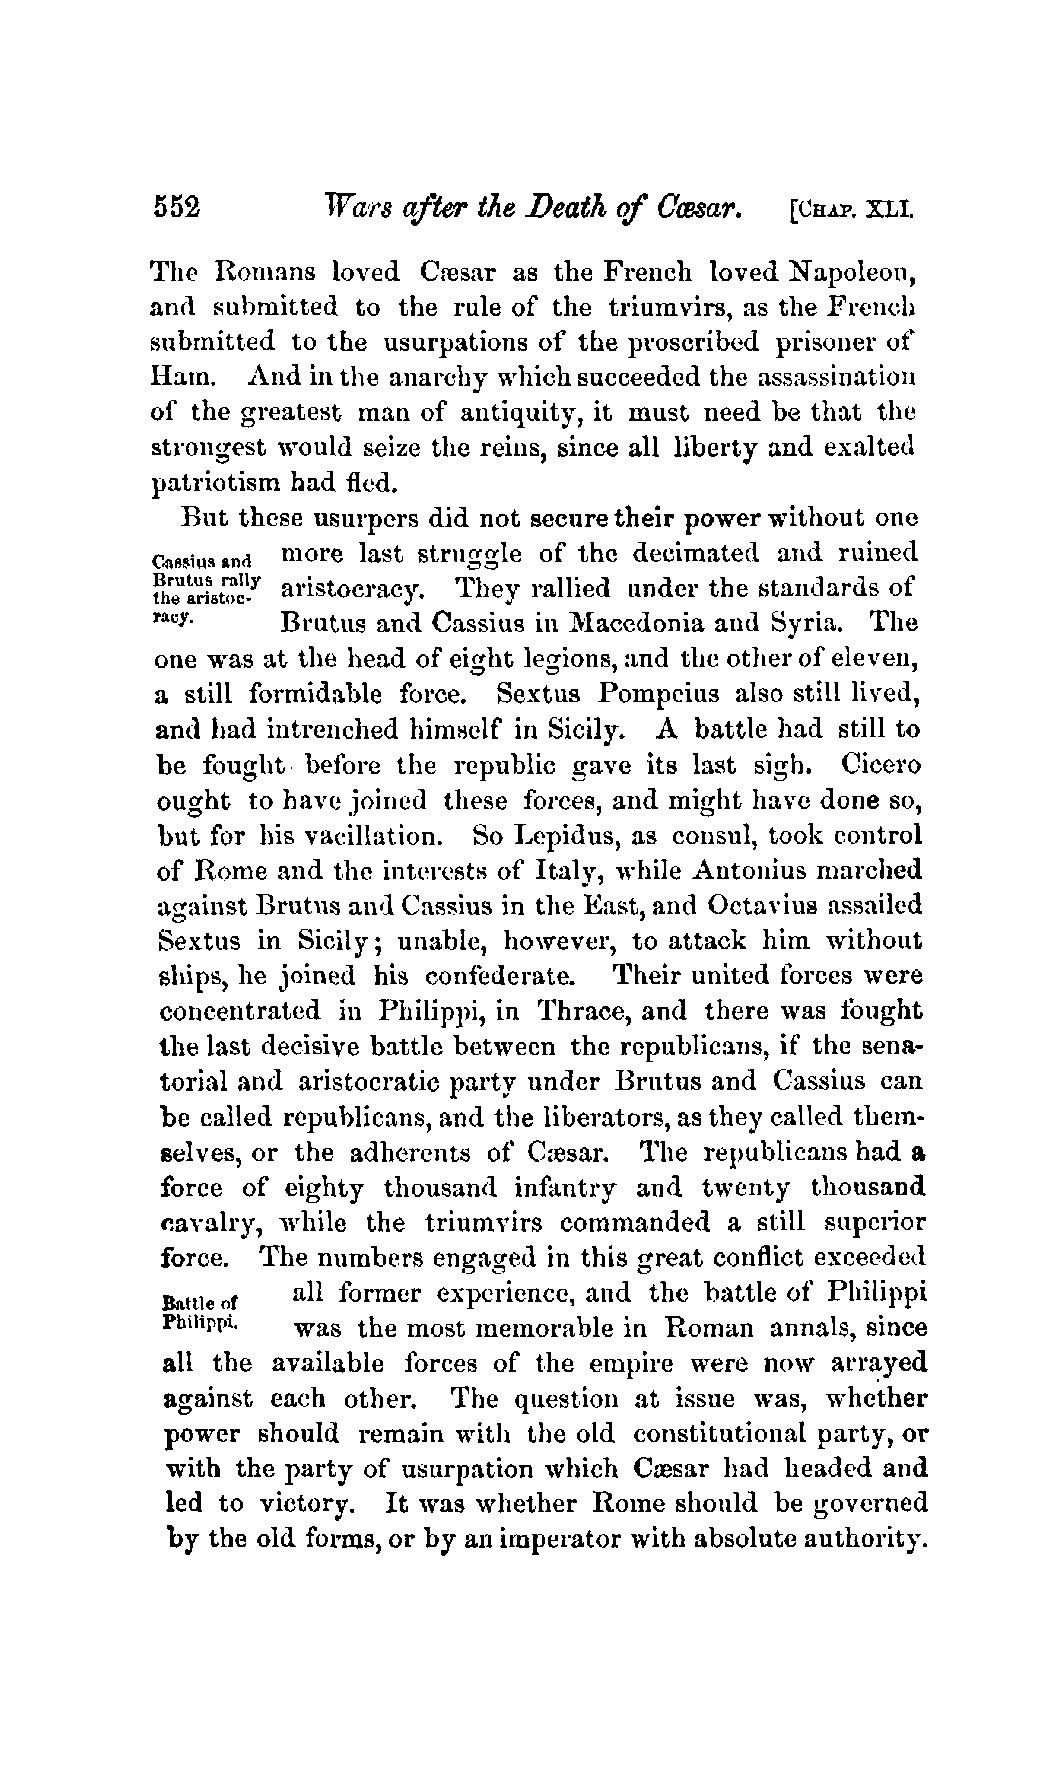 552 Wars after the Death of Cæsar. [CHAP. XLI.
The Romans loved Cæsar as the French loved Napoleon,
and submitted to the rule of the triumvirs, as the French
submitted to the usurpations of the proscribed prisoner of
Ham. And in the anarchy which succeeded the assassination
of the greatest man of antiquity, it must need be that the
strongest would seize the reins, since all liberty and exalted
patriotism had fled.
But these usurpers did not secure their power without one
more last struggle of the decimated and ruined
Cassius and
Brutus rally
the aristoc-
racy.
aristocracy. They rallied under the standards of
Brutus and Cassius in Macedonia and Syria. The
one was at the head of eight legions, and the other of eleven,
a still formidable force. Sextus Pompeius also still lived,
and had intrenched himself in Sicily. A battle had still to
be fought before the republic gave its last sigh. Cicero
ought to have joined these forces, and might have done so,
but for his vacillation. So Lepidus, as consul, took control
of Rome and the interests of Italy, while Antonius marched
against Brutus and Cassius in the East, and Octavius assailed
Sextus in Sicily; unable, however, to attack him without
ships, he joined his confederate. Their united forces were
concentrated in Philippi, in Thrace, and there was fought
the last decisive battle between the republicans, if the sena-
torial and aristocratic party under Brutus and Cassius can
be called republicans, and the liberators, as they called them-
selves, or the adherents of Cæsar. The republicans had a
force of eighty thousand infantry and twenty thousand
cavalry, while the triumvirs commanded a still superior
force. The numbers engaged in this great conflict exceeded
all former experience, and the battle of Philippi
Battle of
Philippi.
was the most memorable in Roman annals, since
all the available forces of the empire were now arrayed
against each other. The question at issue was, whether
power should remain with the old constitutional party, or
with the party of usurpation which Cæsar had headed and
led to victory. It was whether Rome should be governed
by the old forms, or by an imperator with absolute authority.